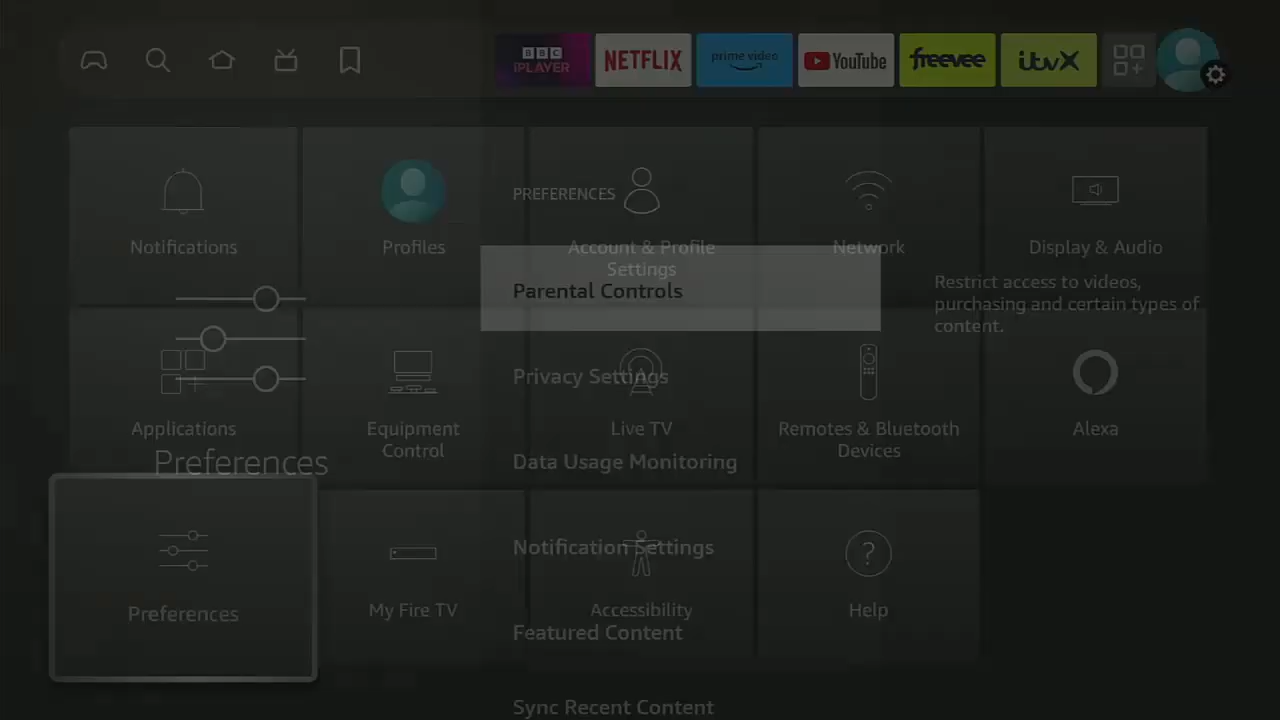 BBC
iPLAYER
NETFLIX
prime video
YouTube
freevee
itvX
Notifications
Profiles
Account & Profile
Settings
Network
Display & Audio
Applications
Equipment
Control
Live TV
Remotes & Bluetooth
Devices
Alexa
Preferences
My Fire TV
Accessibility
?
Help
Preferences
PREFERENCES
Parental Controls
Privacy Settings
Data Usage Monitoring
Notification Settings
Featured Content
Sync Recent Content
Restrict access to videos,
purchasing and certain types of
content.